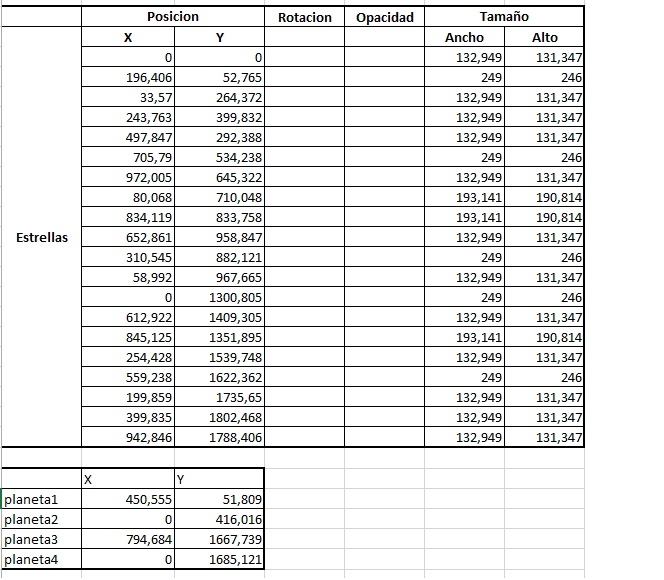 Posicion Rotacion Opacidad Tamaño
X Y Ancho Alto
0 0 132,949 131,347
196,406 52,765 249 246
33,57 264,372 132,949 131,347
243,763 399,832 132,949 131,347
497,847 292,388 132,949 131,347
705,79 534,238 249 246
972,005 645,322 132,949 131,347
80,068 710,048 193,141 190,814
834,119 833,758 193,141 190,814
Estrellas 652,861 958,847 132,949 131,347
310,545 882,121 249 246
58,992 967,665 132,949 131,347
0 1300,805 249 246
612,922 1409,305 132,949 131,347
845,125 1351,895 193,141 190,814
254,428 1539,748 132,949 131,347
559,238 1622,362 249 246
199,859 1735,65 132,949 131,347
399,835 1802,468 132,949 131,347
942,846 1788,406 132,949 131,347
X Y
planeta1 450,555 51,809
planeta2 0 416,016
planeta3 794,684 1667,739
planeta4 0 1685,121